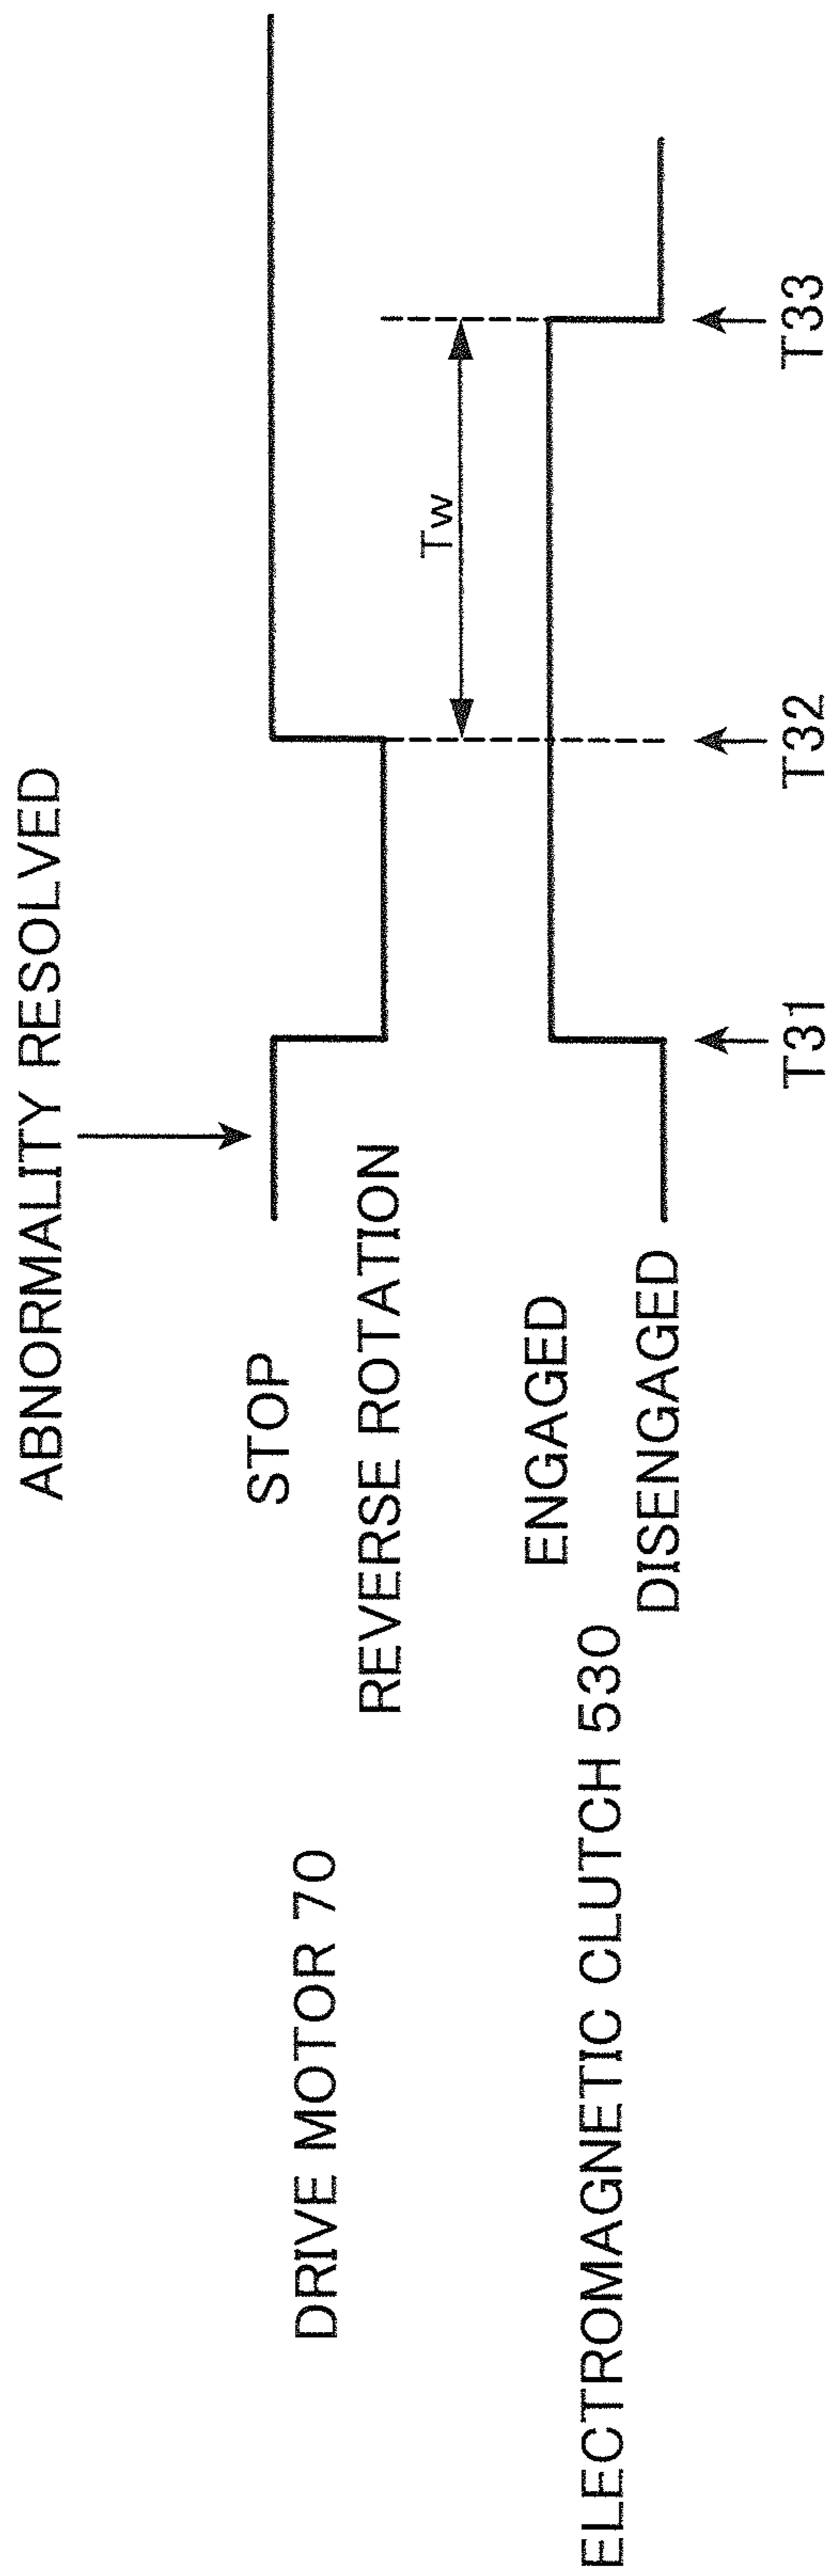 ABNORMALITY RESOLVED
STOP
DRIVE MOTOR 70
REVERSE ROTATION
Tw
ENGAGED
ELECTROMAGNETIC CLUTCH 530
DISENGAGED
T31
T32
T33